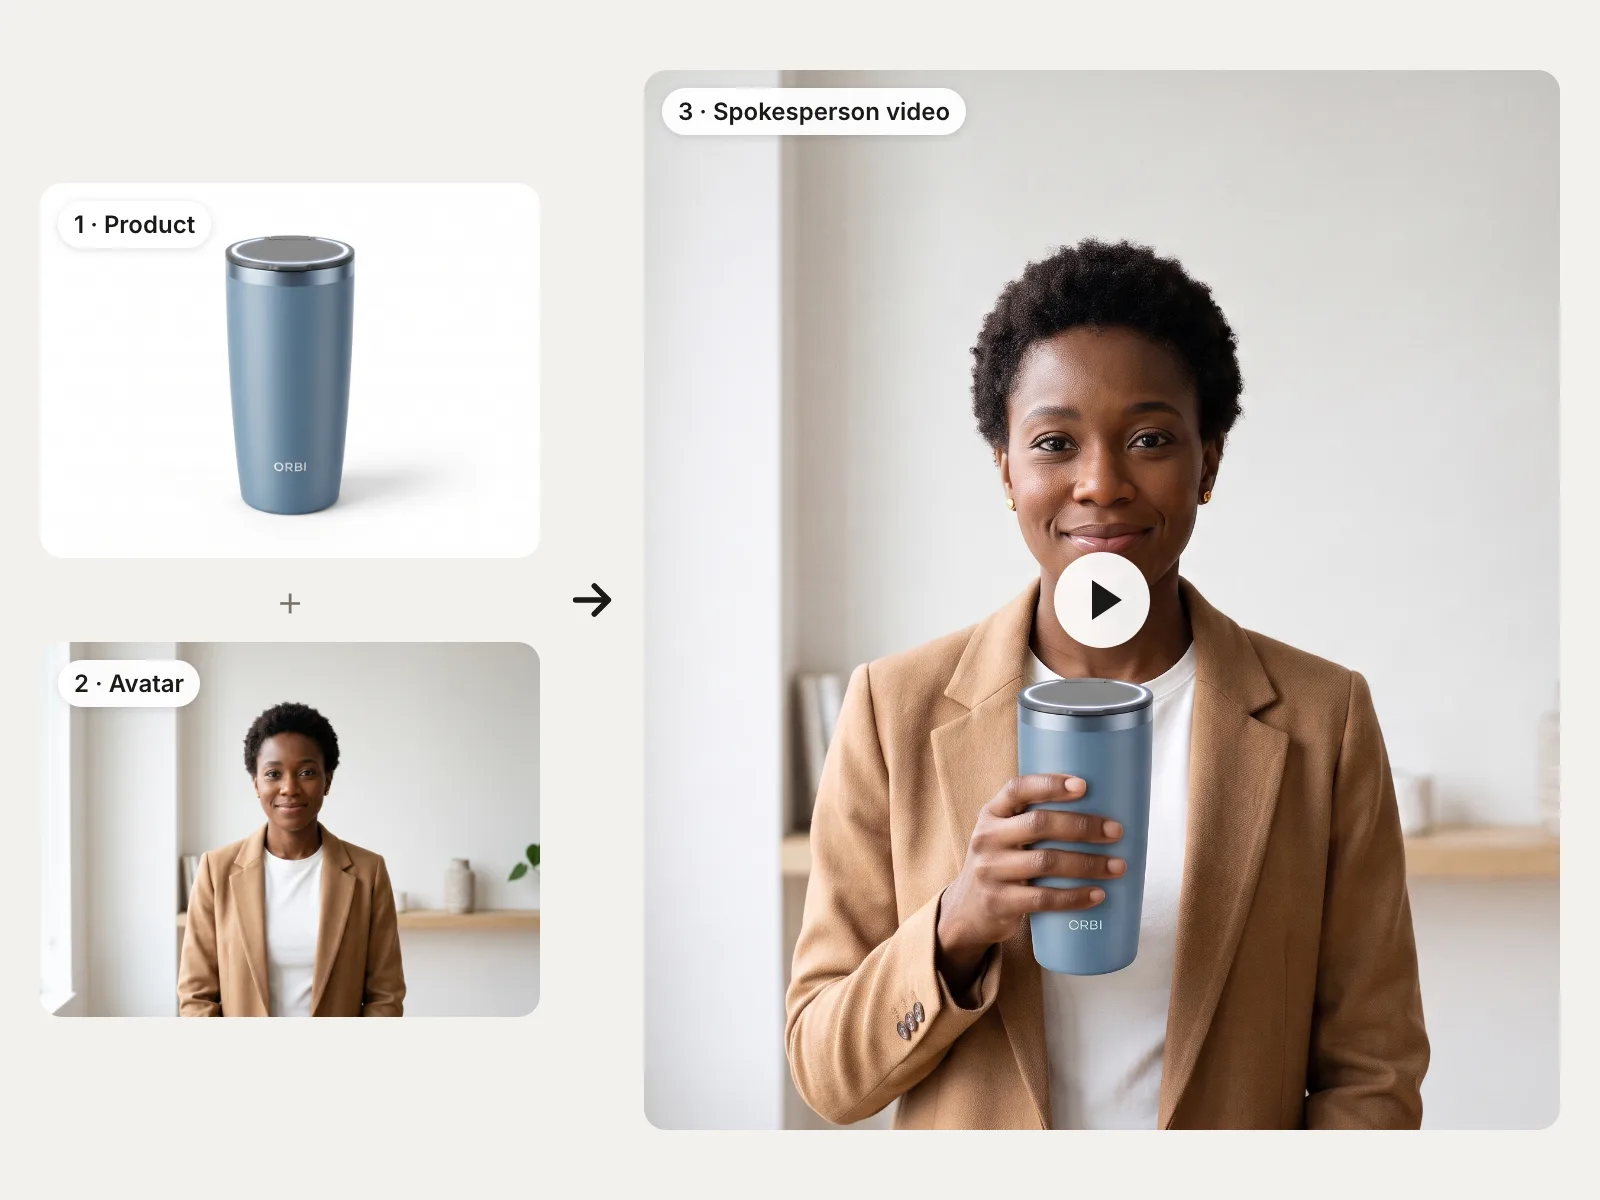 1 · Product
ORBI
+
2 · Avatar
3 · Spokesperson video
ORBI